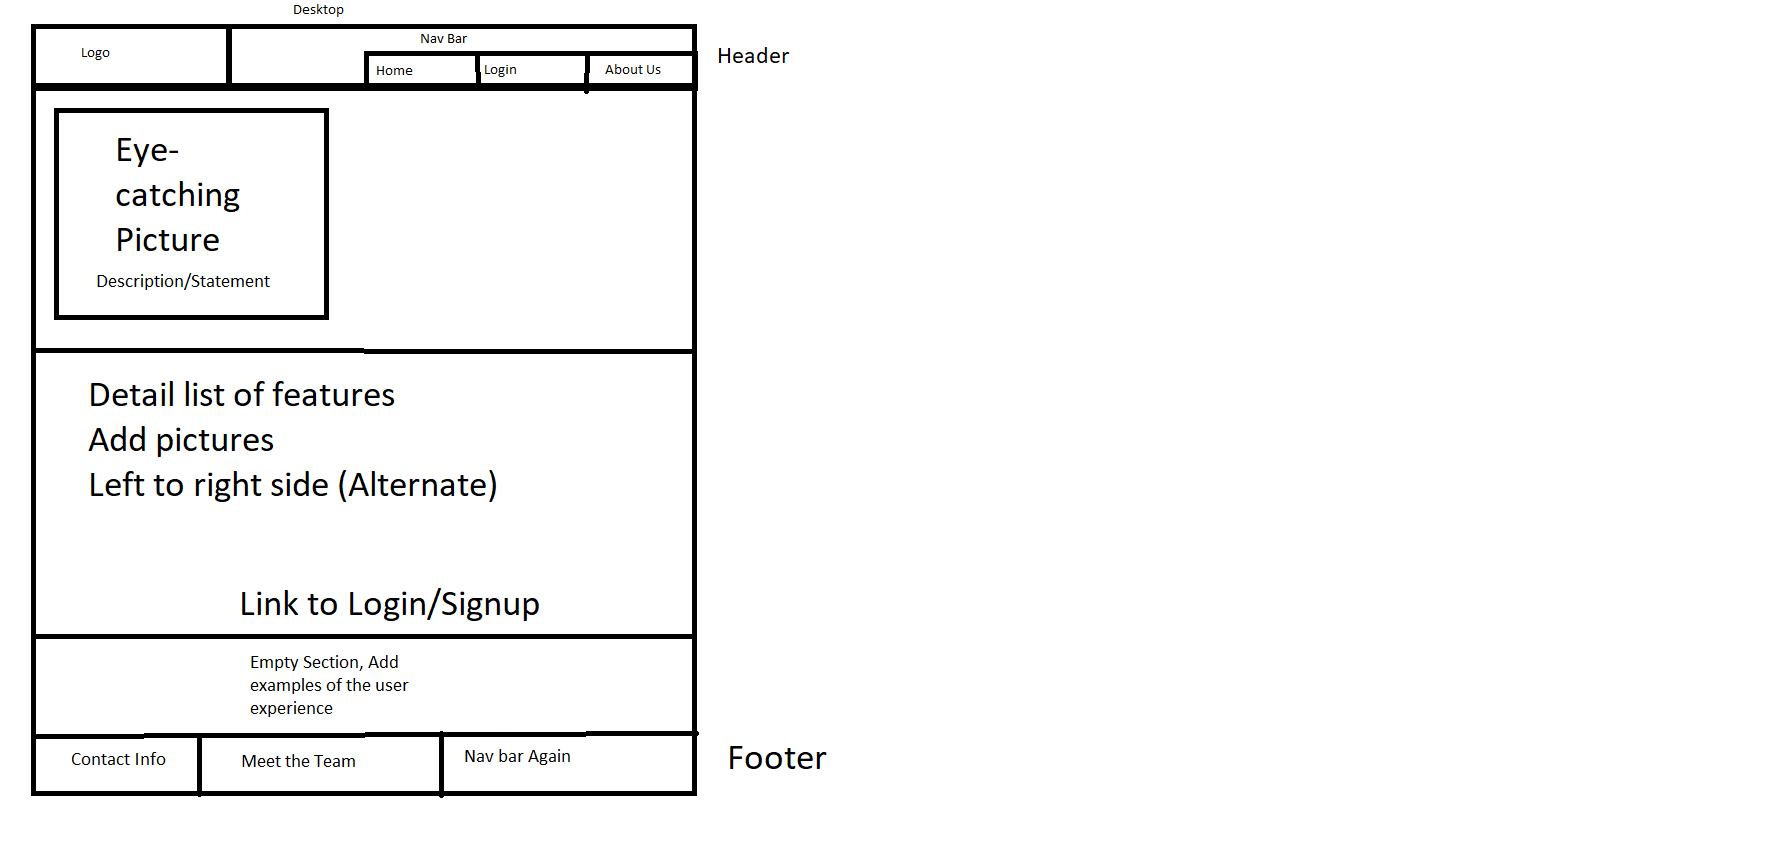 Desktop
Logo
Nav Bar
Header
Home
Login
About Us
Eye-
catching
Picture
Description/Statement
Detail list of features
Add pictures
Left to right side (Alternate)
Link to Login/Signup
Empty Section, Add
examples of the user
experience
Contact Info
Meet the Team
Nav bar Again
Footer